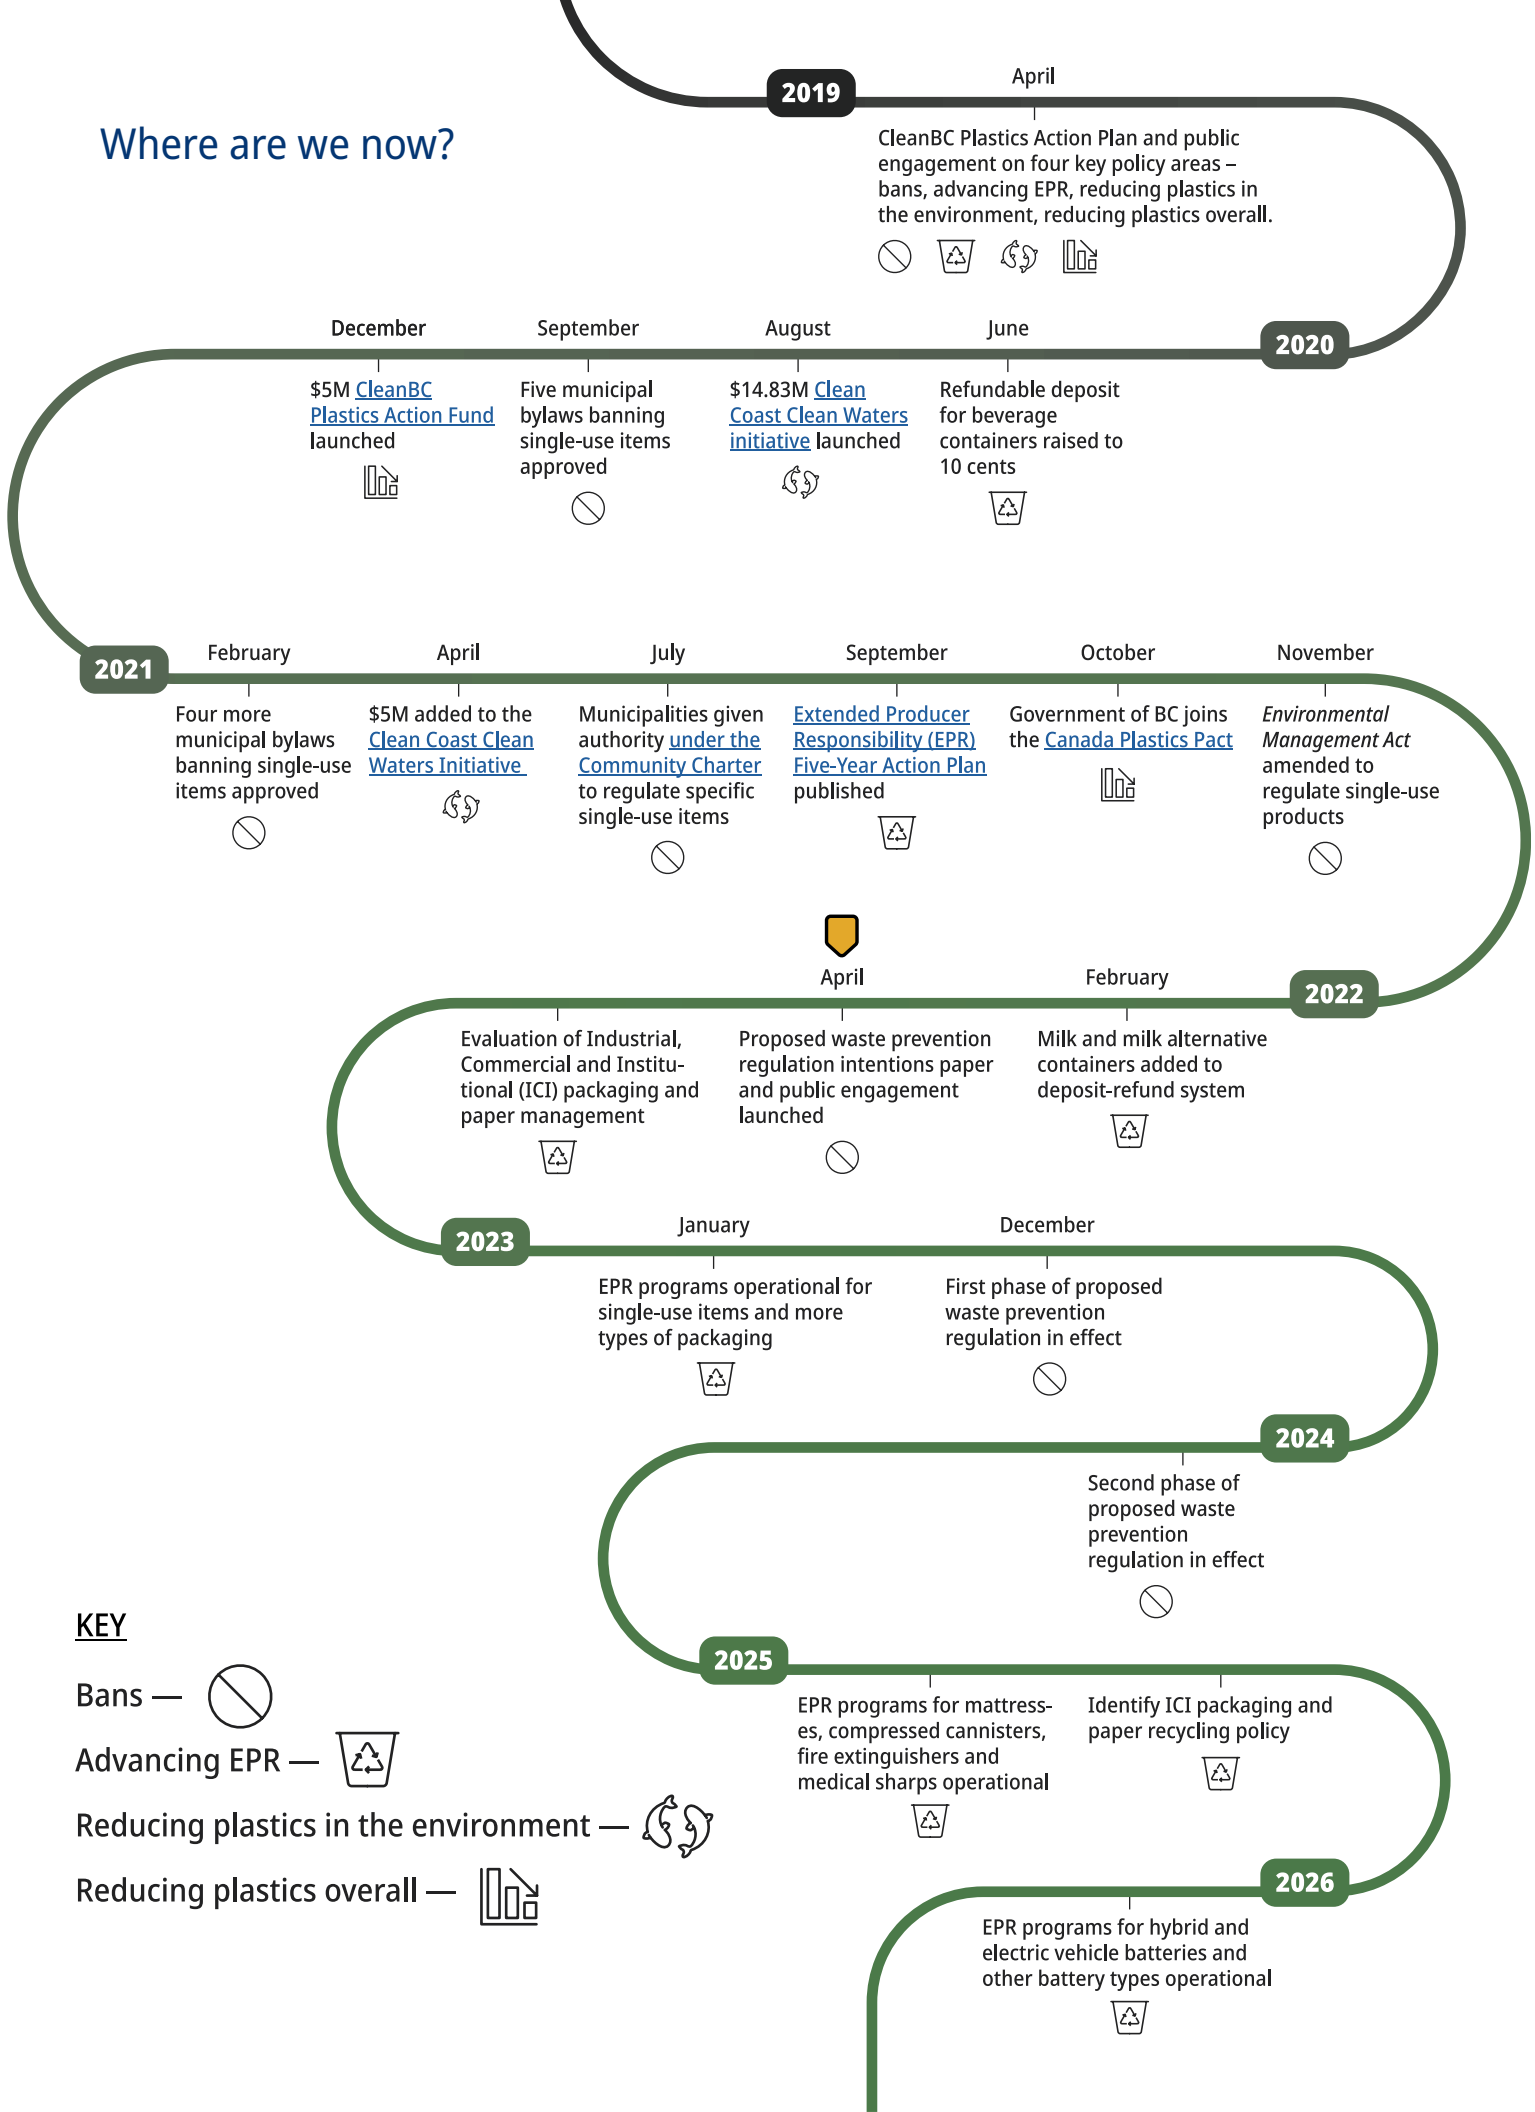 Where are we now?
2019
April
CleanBC Plastics Action Plan and public
engagement on four key policy areas –
bans, advancing EPR, reducing plastics in
the environment, reducing plastics overall.
2020
June
Refundable deposit
for beverage
containers raised to
10 cents
August
$14.83M Clean
Coast Clean Waters
initiative launched
September
Five municipal
bylaws banning
single-use items
approved
December
$5M CleanBC
Plastics Action Fund
launched
2021
February
Four more
municipal bylaws
banning single-use
items approved
April
$5M added to the
Clean Coast Clean
Waters Initiative
July
Municipalities given
authority under the
Community Charter
to regulate specific
single-use items
September
Extended Producer
Responsibility (EPR)
Five-Year Action Plan
published
October
Government of BC joins
the Canada Plastics Pact
November
Environmental
Management Act
amended to
regulate single-use
products
2022
February
Milk and milk alternative
containers added to
deposit-refund system
April
Proposed waste prevention
regulation intentions paper
and public engagement
launched
Evaluation of Industrial,
Commercial and Institu-
tional (ICI) packaging and
paper management
2023
January
EPR programs operational for
single-use items and more
types of packaging
December
First phase of proposed
waste prevention
regulation in effect
2024
Second phase of
proposed waste
prevention
regulation in effect
2025
EPR programs for mattress-
es, compressed cannisters,
fire extinguishers and
medical sharps operational
Identify ICI packaging and
paper recycling policy
2026
EPR programs for hybrid and
electric vehicle batteries and
other battery types operational
KEY
Bans —
Advancing EPR —
Reducing plastics in the environment —
Reducing plastics overall —